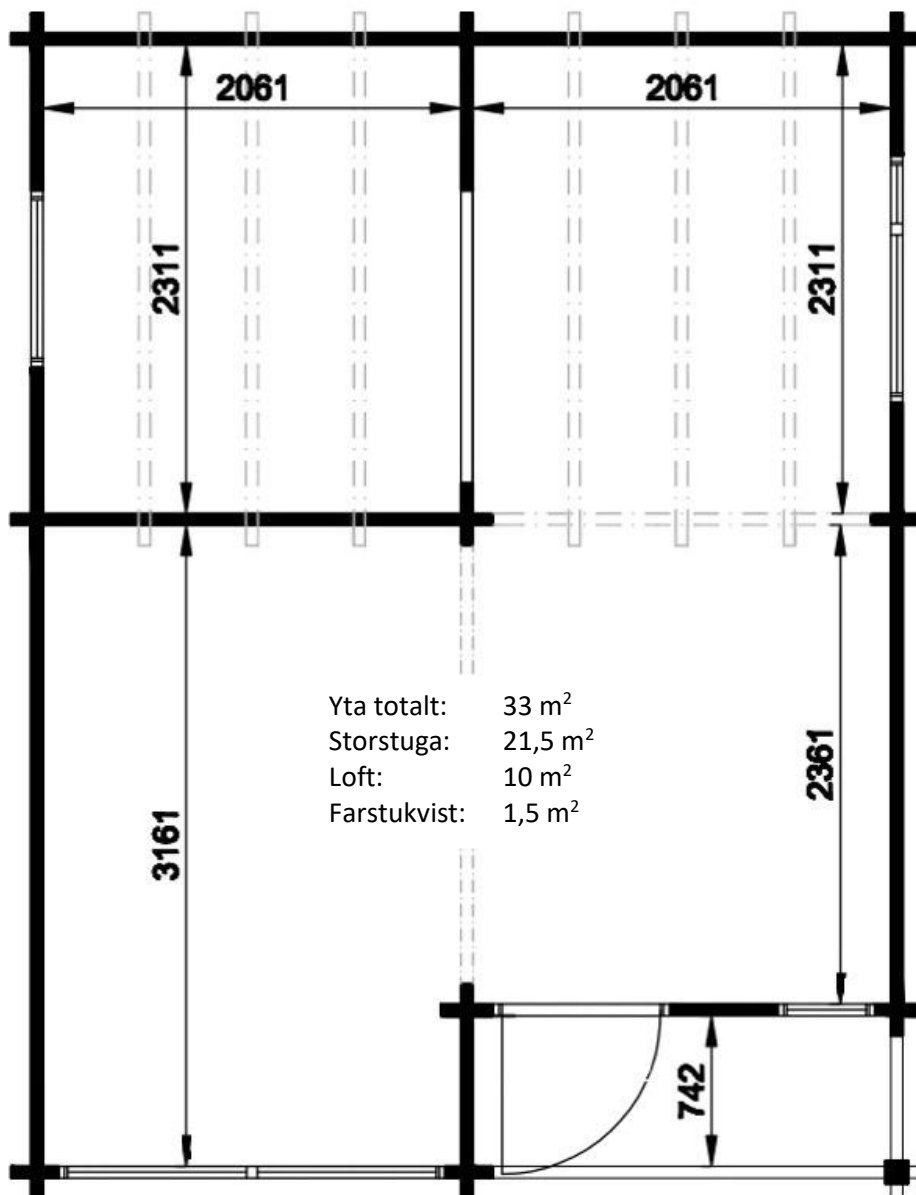 2061 2061
2311 2311
Yta totalt: 33 m²
Storstuga: 21,5 m²
Loft: 10 m²
Farstukvist: 1,5 m²
2361
3161
742